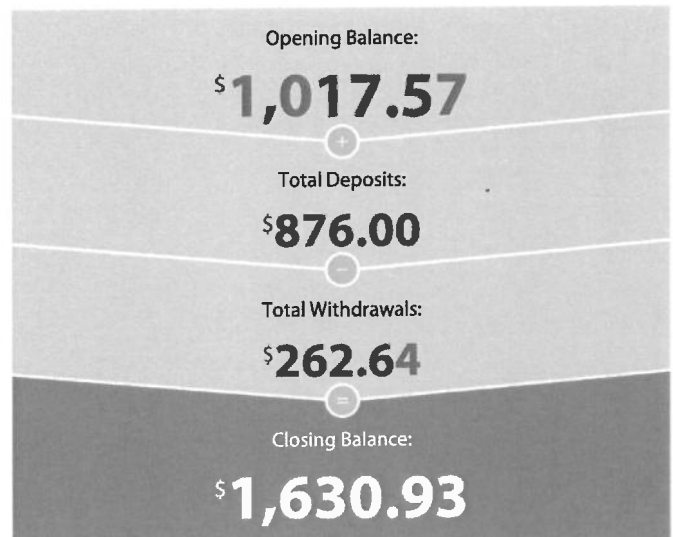 Opening Balance:
$1,017.57
+
Total Deposits:
$876.00
−
Total Withdrawals:
$262.64
=
Closing Balance:
$1,630.93